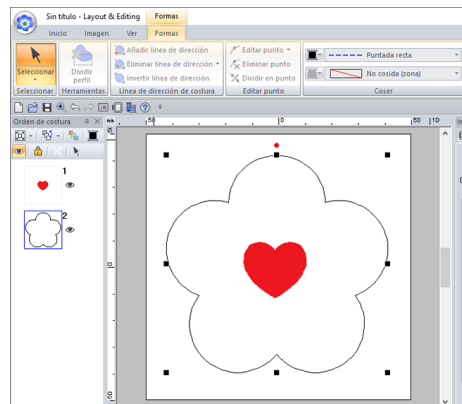 Sin título - Layout & Editing Formas
Inicio Imagen Ver Formas
Seleccionar
Dividir perfil
Añadir línea de dirección
Eliminar línea de dirección
Invertir línea de dirección
Editar punto
Eliminar punto
Dividir en punto
Puntada recta
No cosida (zona)
Seleccionar Herramientas Línea de dirección de costura Editar punto Coser
Orden de costura
50 0 50 10
1
2
0
50